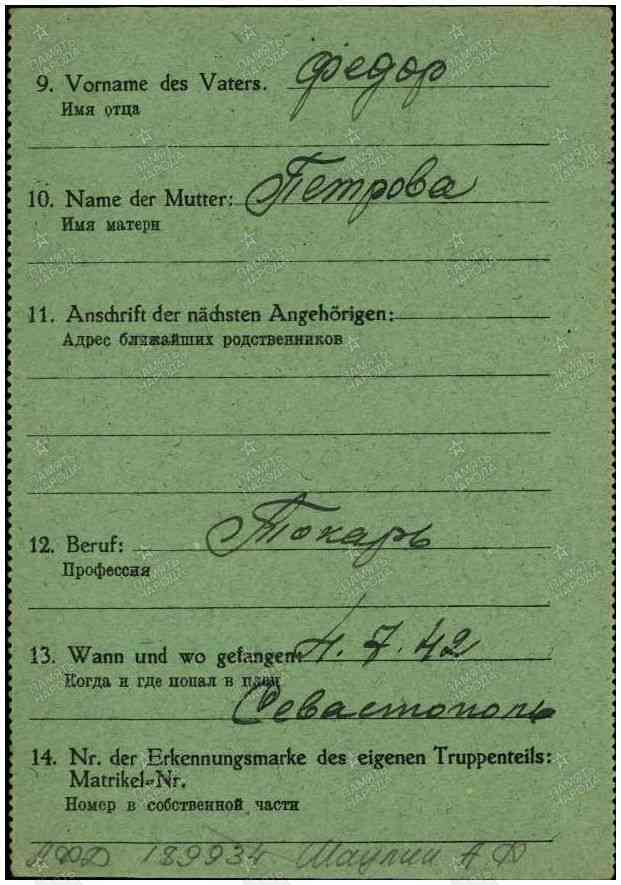 9. Vorname des Vaters. Федор
Имя отца
10. Name der Mutter: Петрова
Имя матери
11. Anschrift der nächsten Angehörigen:
Адрес ближайших родственников
12. Beruf: Токарь
Профессия
13. Wann und wo gefangen: 4.7.42
Когда и где попал в плен
Севастополь
14. Nr. der Erkennungsmarke des eigenen Truppenteils:
Matrikel-Nr.
Номер в собственной части
189934 А Ф
ПАМЯТЬ НАРОДА